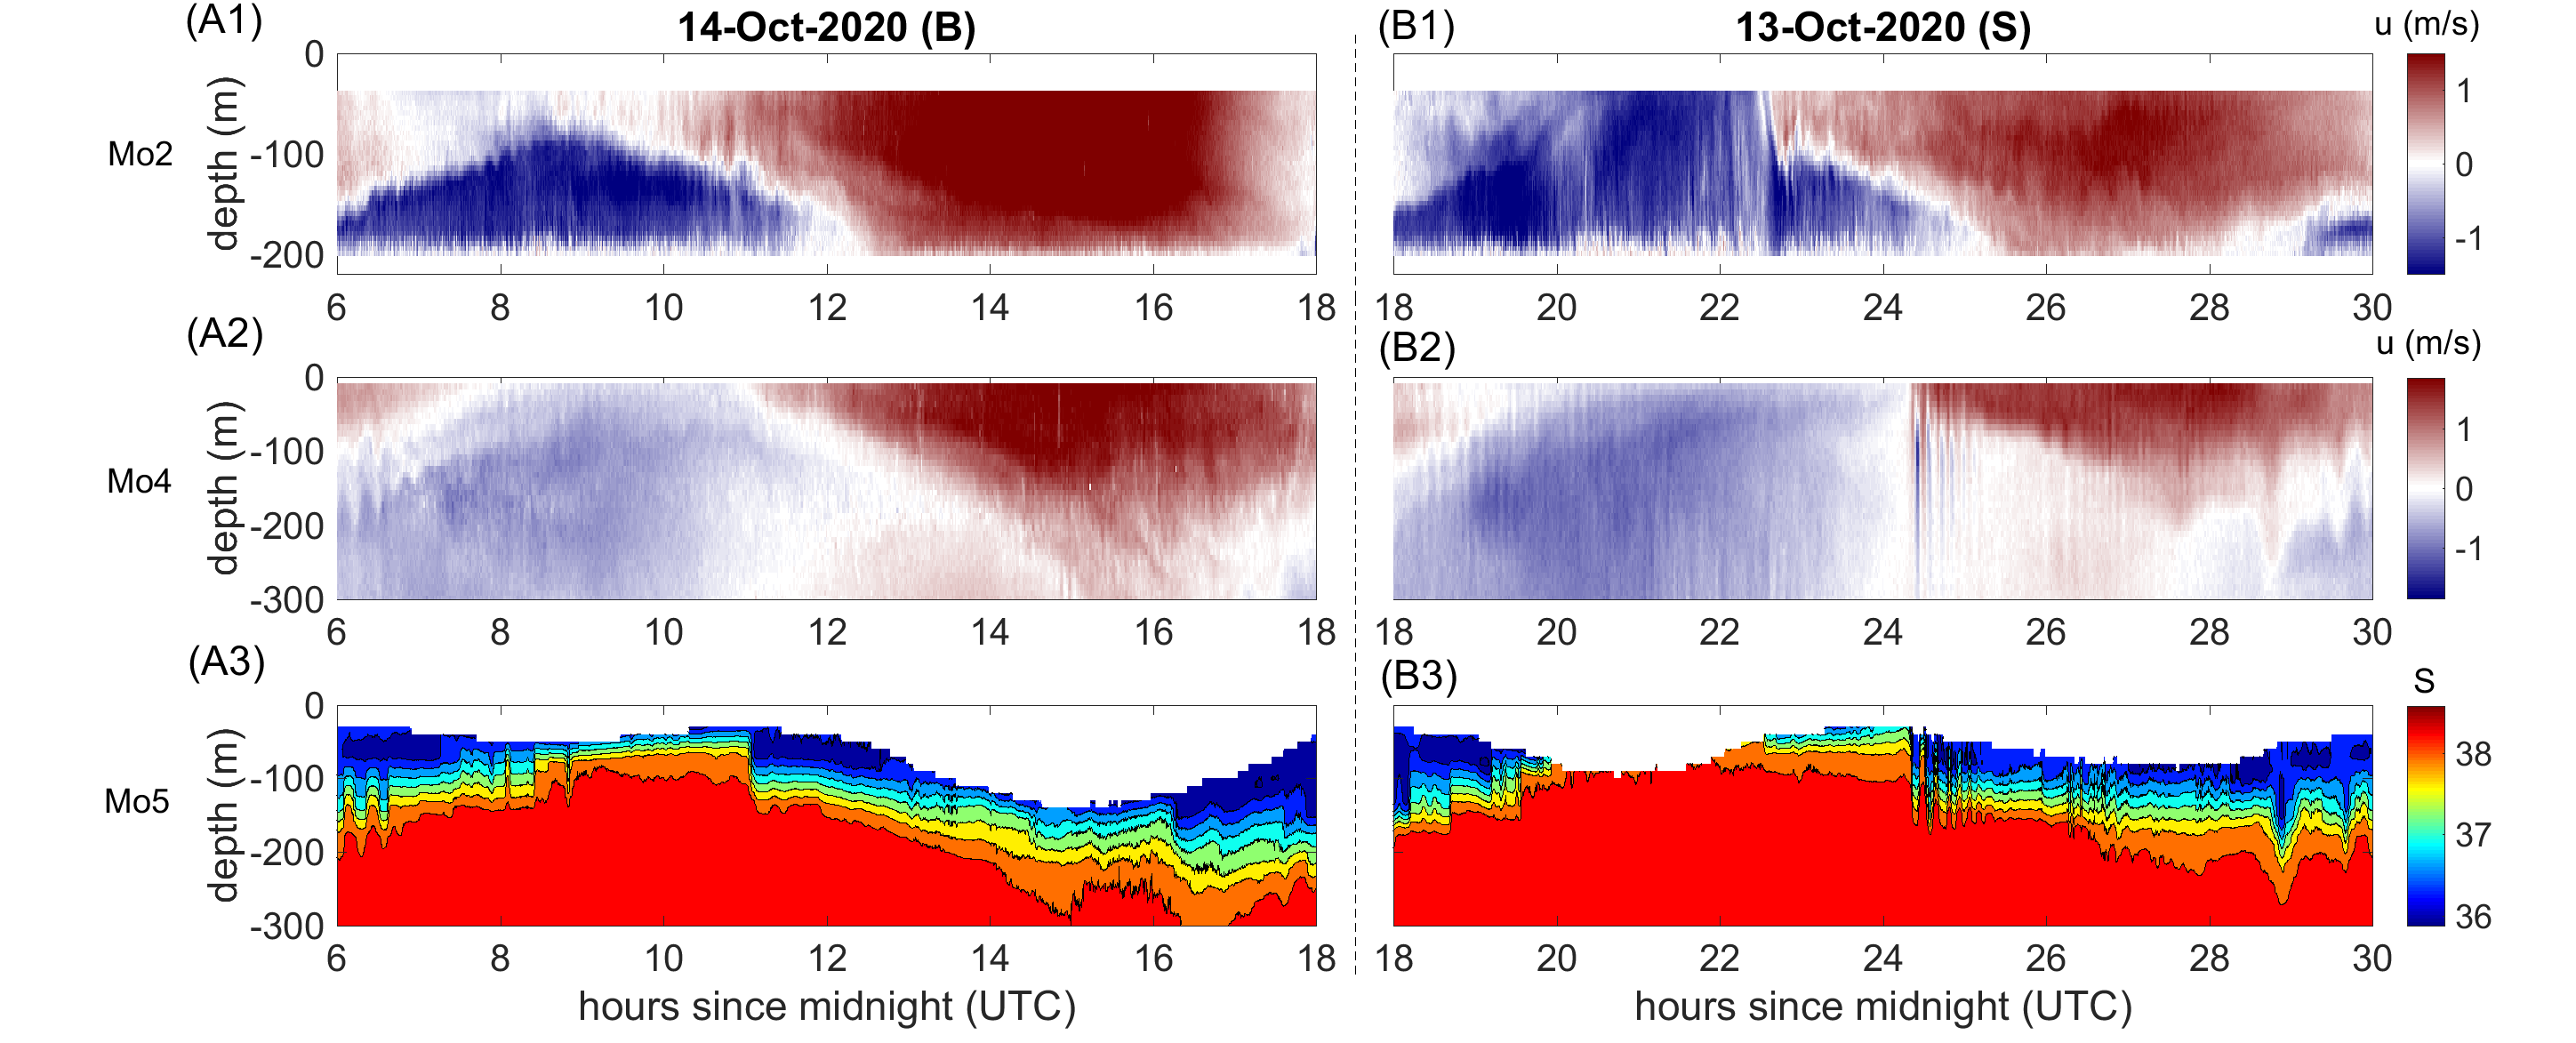 (A1) 14-Oct-2020 (B) (B1) 13-Oct-2020 (S) u (m/s)
0
-100
-200
depth (m)
Mo2
6 8 10 12 14 16 18
18 20 22 24 26 28 30
1
0
-1
(A2) (B2) u (m/s)
0
-100
-200
-300
depth (m)
Mo4
6 8 10 12 14 16 18
18 20 22 24 26 28 30
1
0
-1
(A3) (B3) S
0
-100
-200
-300
depth (m)
Mo5
6 8 10 12 14 16 18
18 20 22 24 26 28 30
38
37
36
hours since midnight (UTC) hours since midnight (UTC)